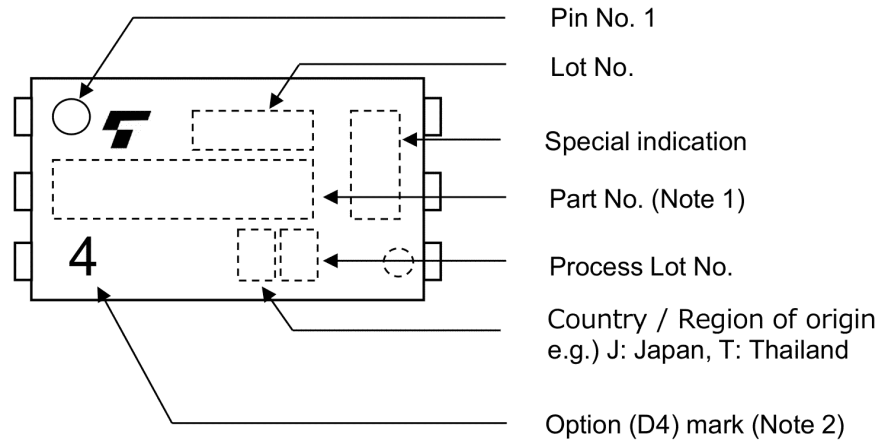 Pin No. 1
Lot No.
Special indication
Part No. (Note 1)
4
Process Lot No.
Country / Region of origin
e.g.) J: Japan, T: Thailand
Option (D4) mark (Note 2)